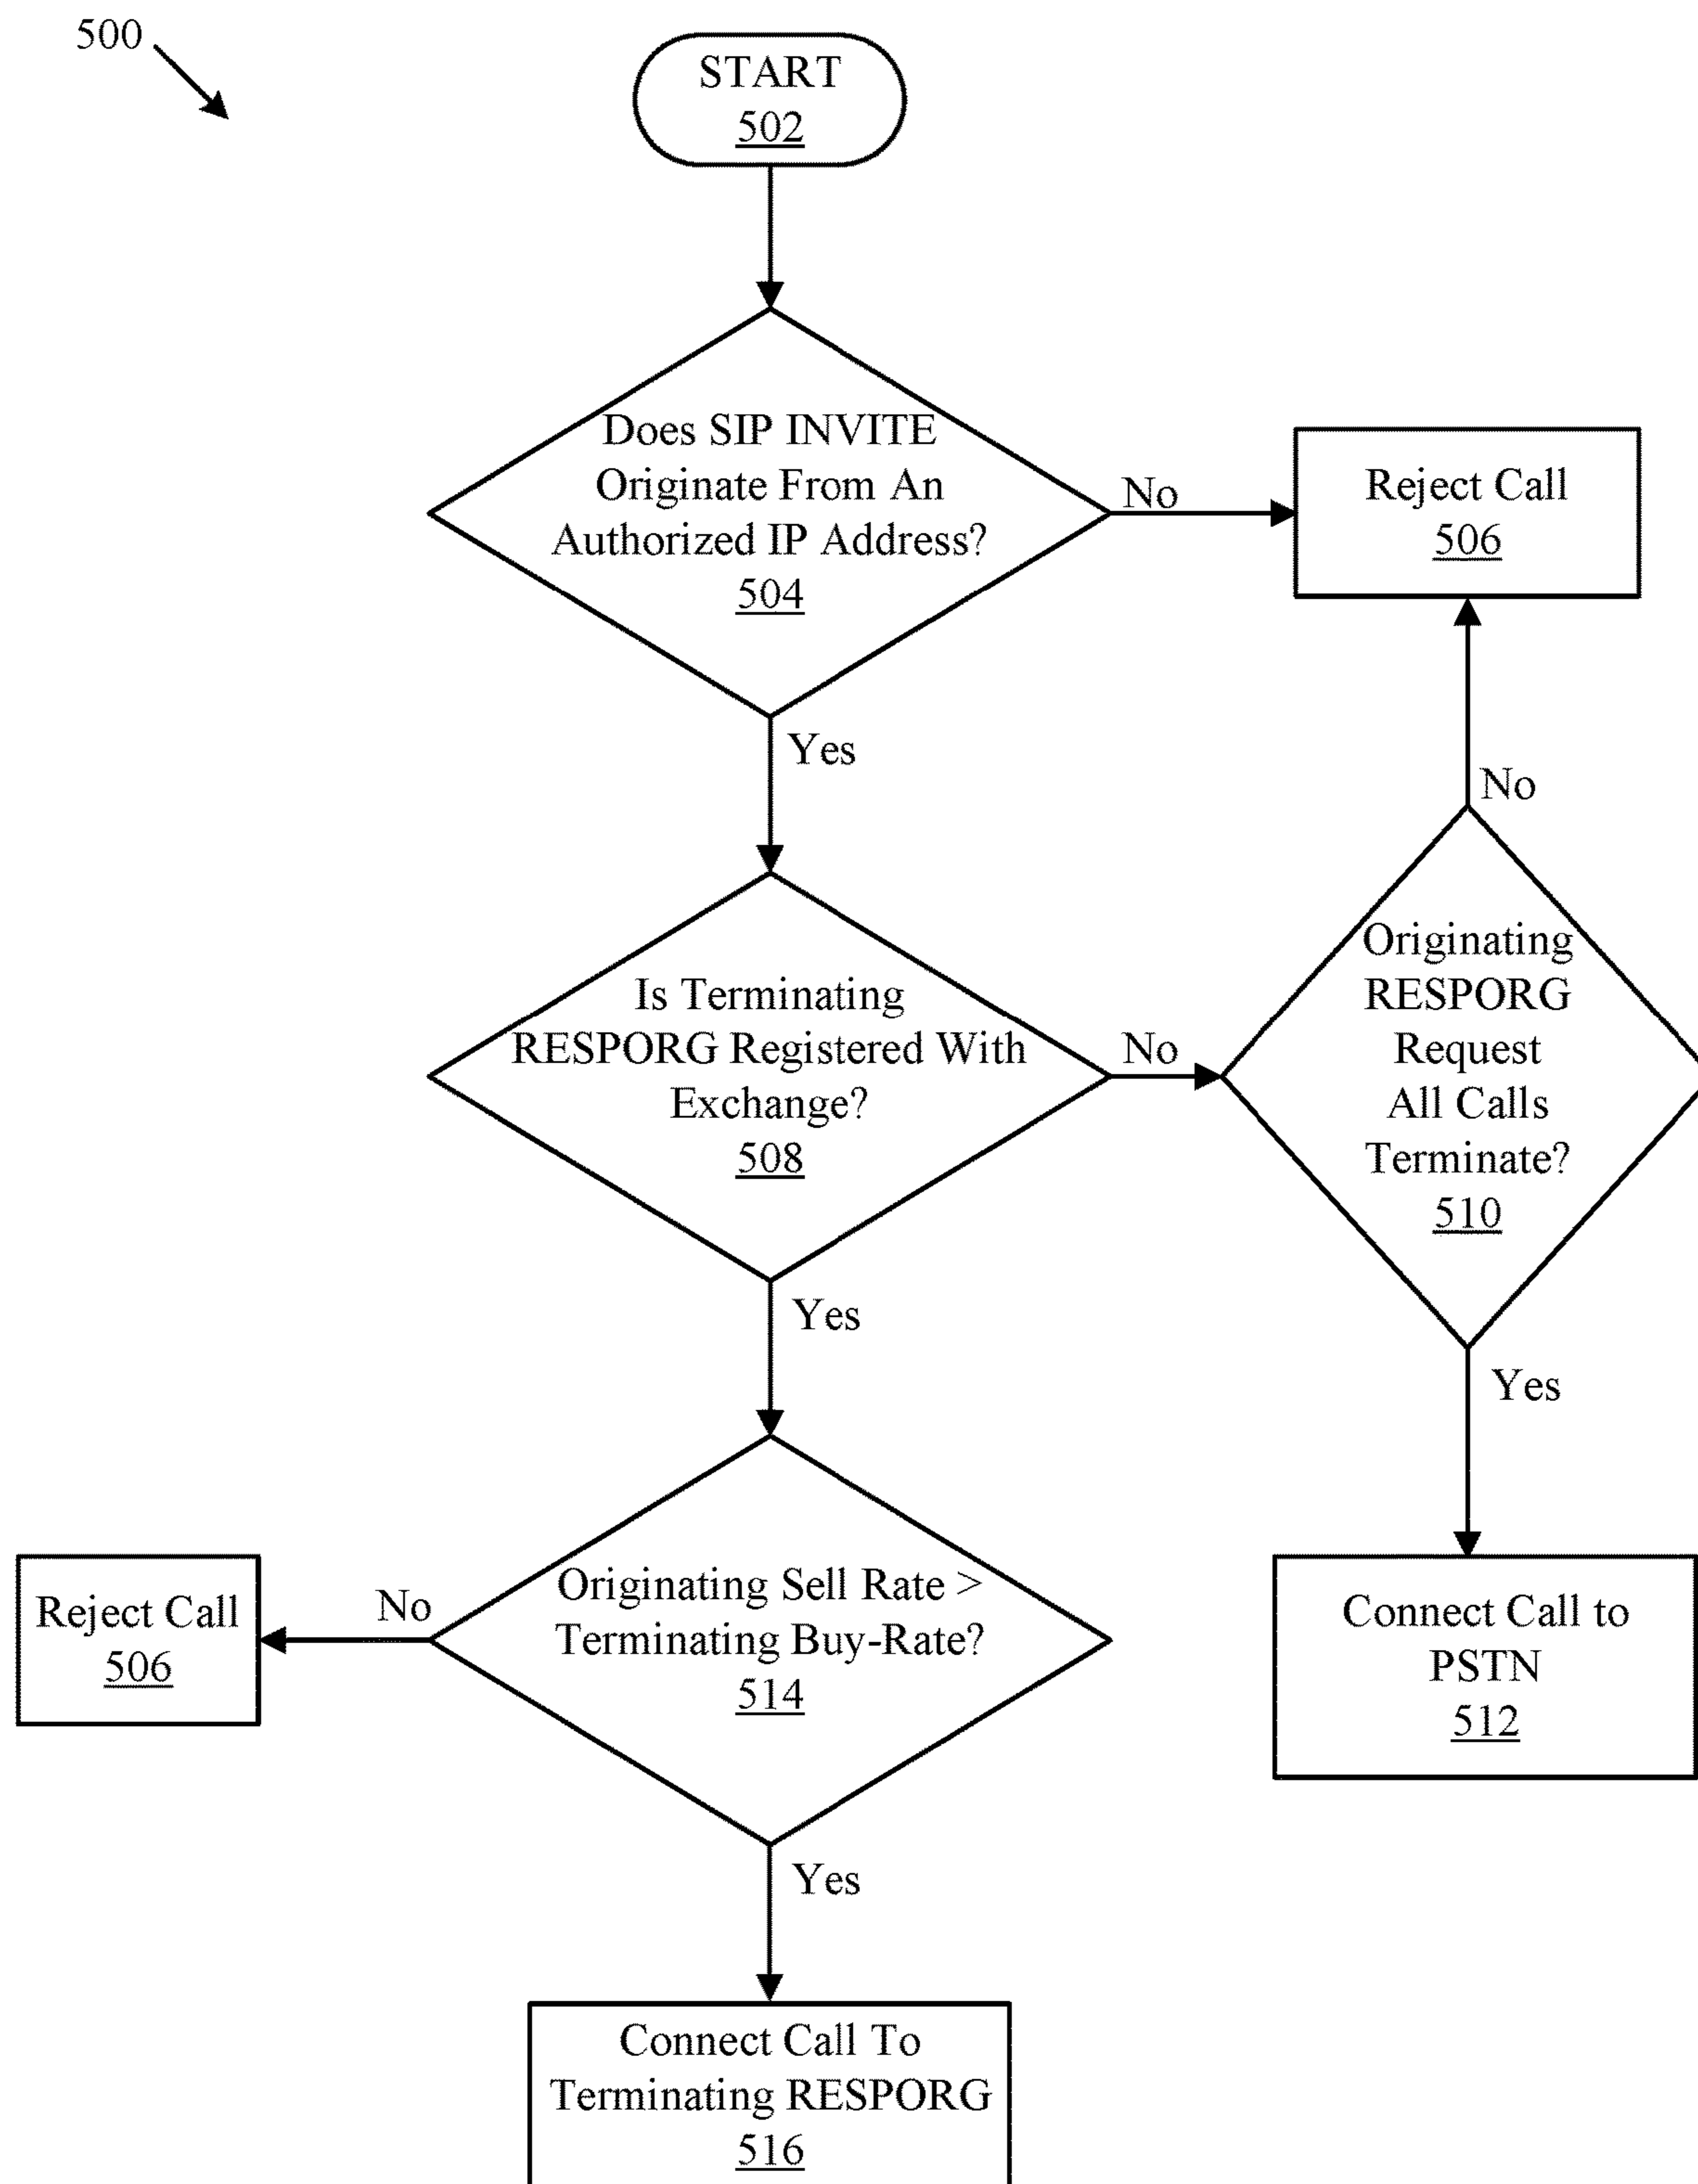 500
START
502
Does SIP INVITE
Originate From An
Authorized IP Address?
504
No
Reject Call
506
Yes
No
Is Terminating
RESPORG Registered With
Exchange?
508
No
Originating
RESPORG
Request
All Calls
Terminate?
510
Yes
Yes
Originating Sell Rate >
Terminating Buy-Rate?
514
No
Reject Call
506
Connect Call to
PSTN
512
Yes
Connect Call To
Terminating RESPORG
516